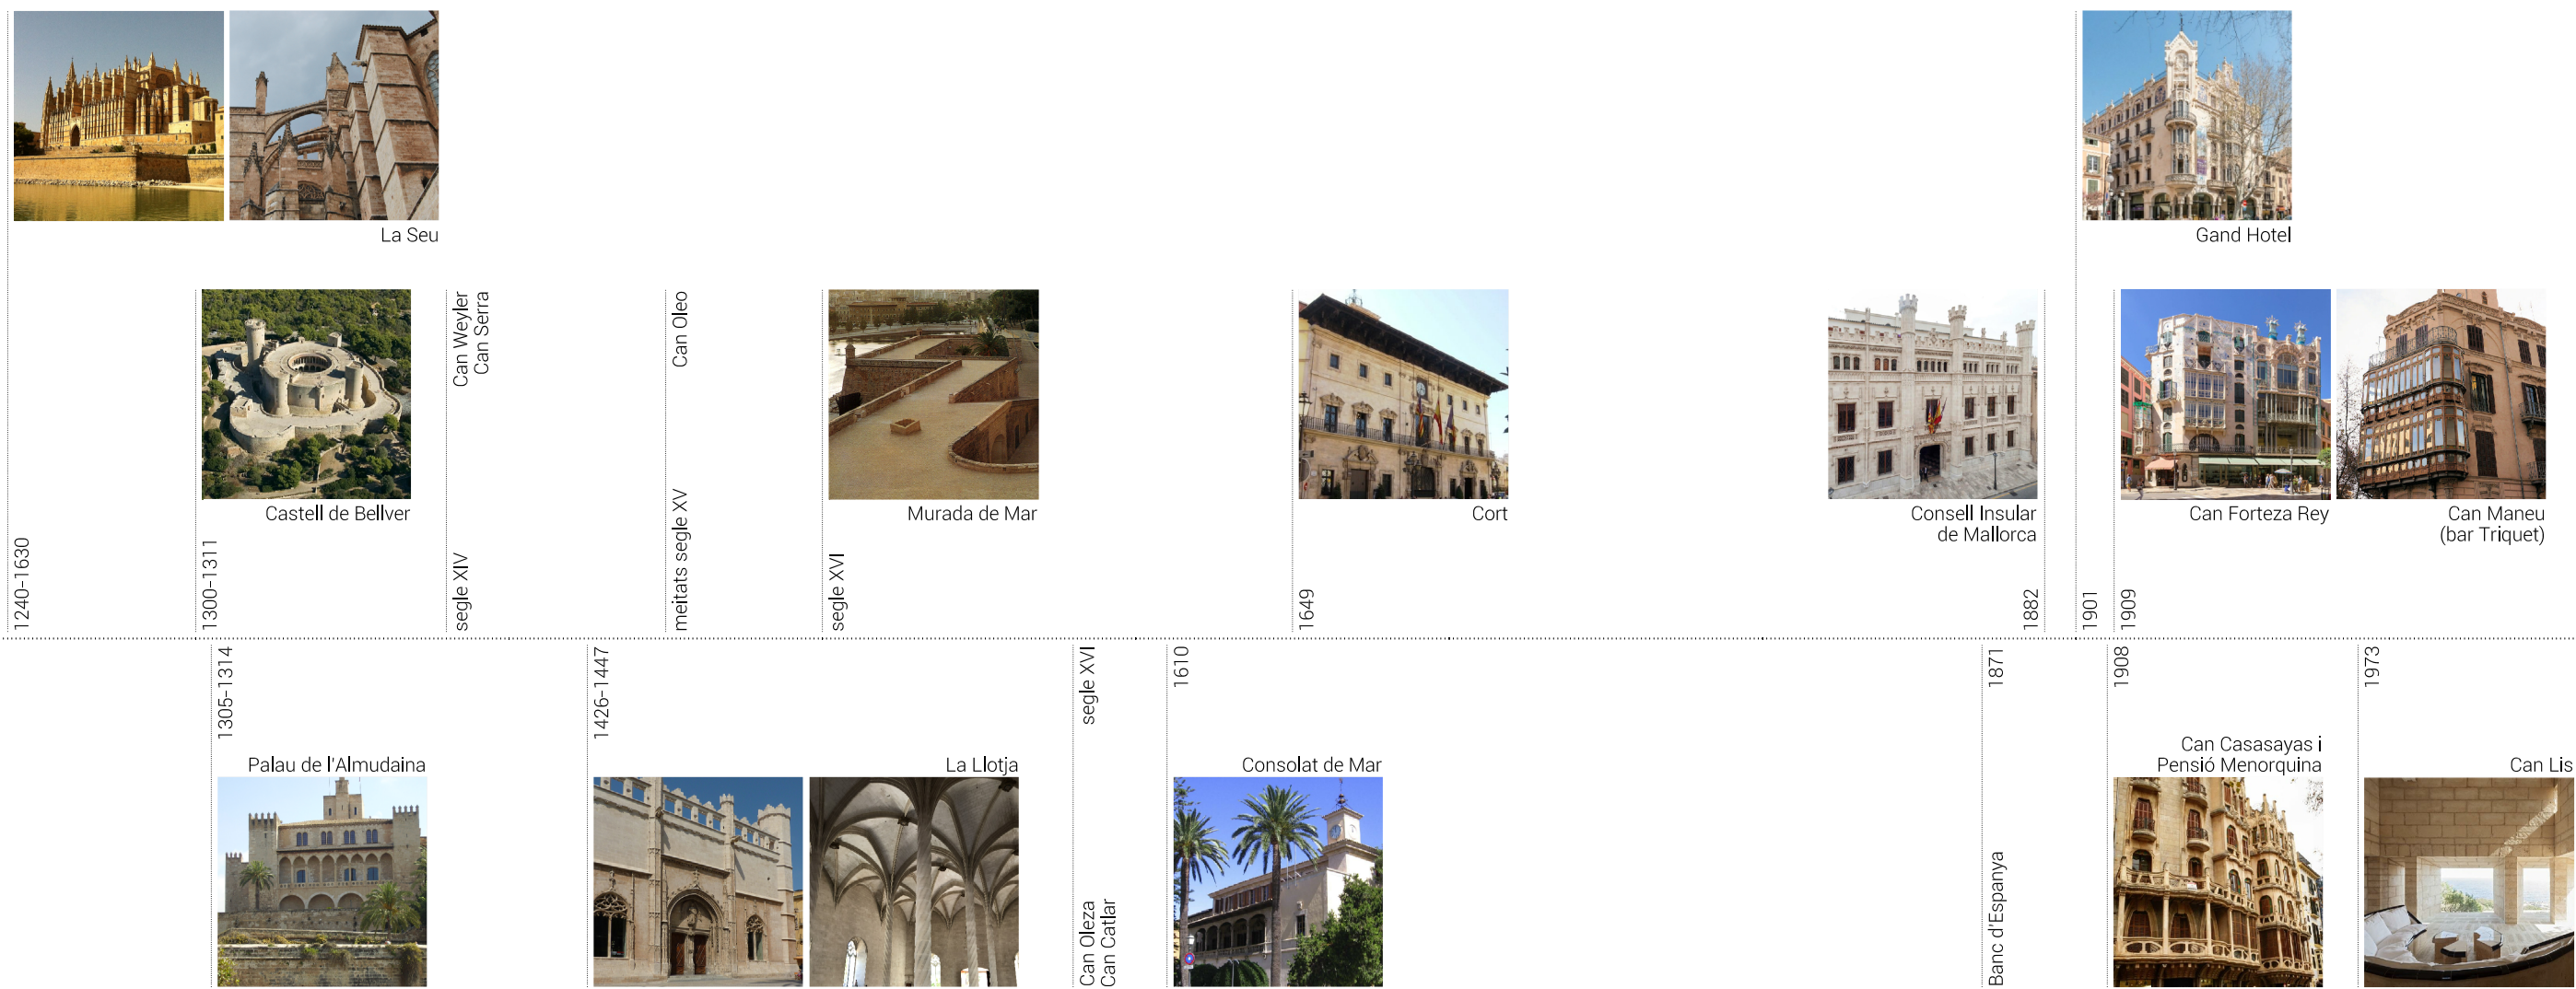 La Seu
Gand Hotel
Can Weyler
Can Serra
Can Oleo
Castell de Bellver
Murada de Mar
Cort
Consell Insular
de Mallorca
Can Forteza Rey
Can Maneu
(bar Triquet)
1240-1630
1300-1311
segle XIV
meitats segle XV
segle XVI
1649
1882
1901
1909
1305-1314
1426-1447
segle XVI
1610
1871
1908
1973
Palau de l'Almudaina
La Llotja
Can Oleza
Can Catlar
Consolat de Mar
Banc d'Espanya
Can Casasayas i
Pensió Menorquina
Can Lis